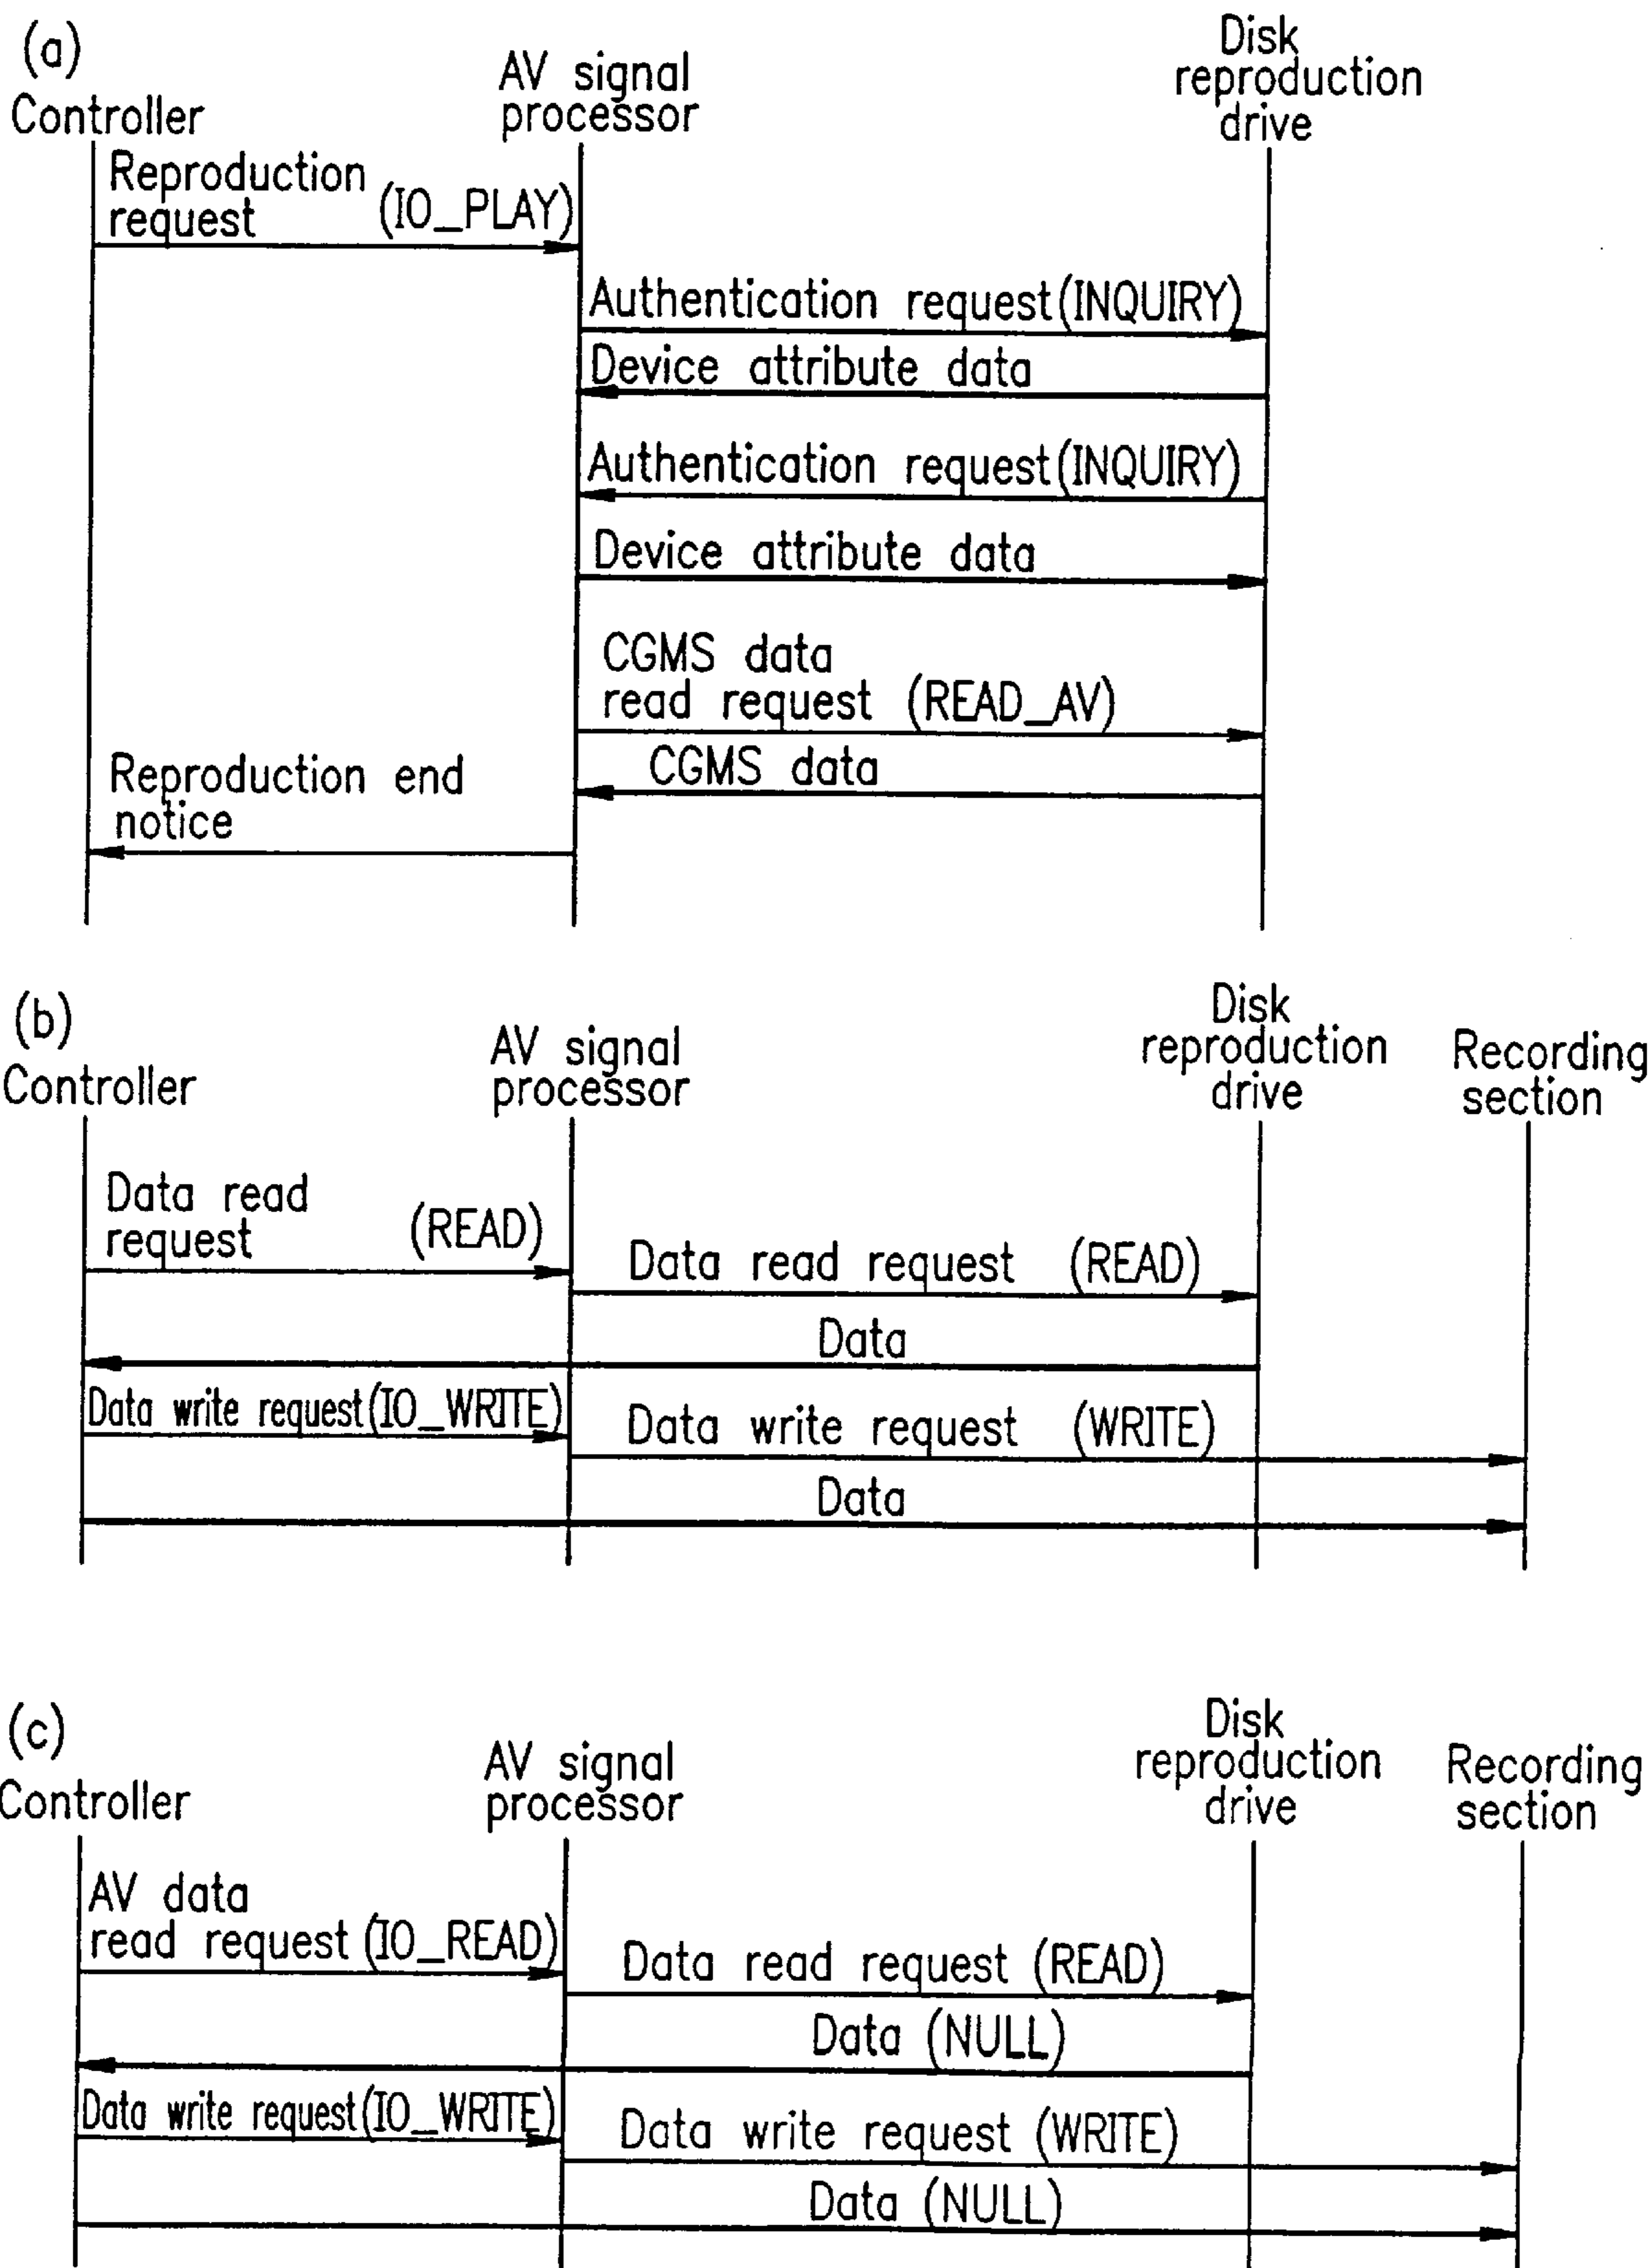 (a)
Controller
AV signal
processor
Disk
reproduction
drive
Reproduction
request (IO_PLAY)
Authentication request(INQUIRY)
Device attribute data
Authentication request(INQUIRY)
Device attribute data
CGMS data
read request (READ_AV)
CGMS data
Reproduction end
notice
(b)
Controller
AV signal
processor
Disk
reproduction
drive
Recording
section
Data read
request (READ)
Data read request (READ)
Data
Data write request(IO_WRITE)
Data write request (WRITE)
Data
(c)
Controller
AV signal
processor
Disk
reproduction
drive
Recording
section
AV data
read request(IO_READ)
Data read request (READ)
Data (NULL)
Data write request(IO_WRITE)
Data write request (WRITE)
Data (NULL)